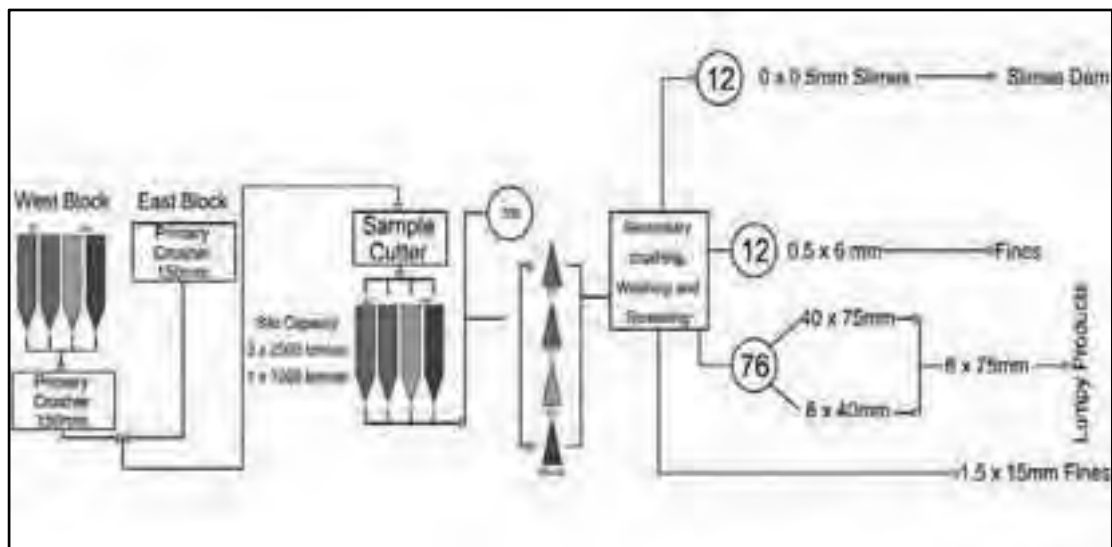 12 0 x 0.5mm Slimes Slimes Dam
West Block East Block
Primary
Crusher
150mm
Sample
Cutter
Secondary
crushing,
Washing and
Screening
12 0.5 x 6 mm Fines
Silo Capacity
3 x 2500 tonnes
1 x 1000 tonnes
Primary
Crusher
150mm
76
40 x 75mm
6 x 40mm
6 x 75mm
Lumpy Products
1.5 x 15mm Fines